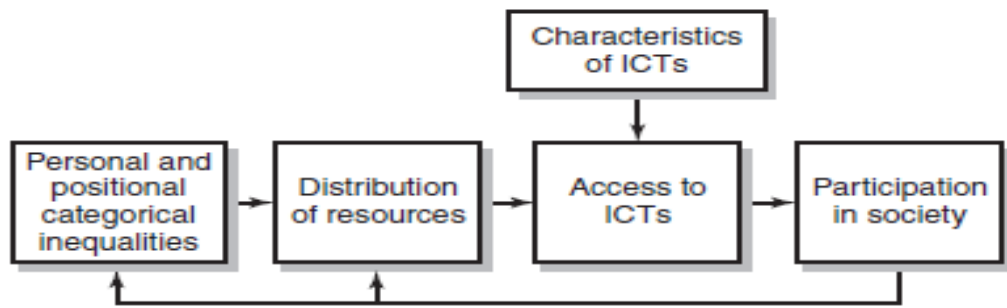 Characteristics
of ICTs
Personal and
positional
categorical
inequalities
Distribution
of resources
Access to
ICTs
Participation
in society